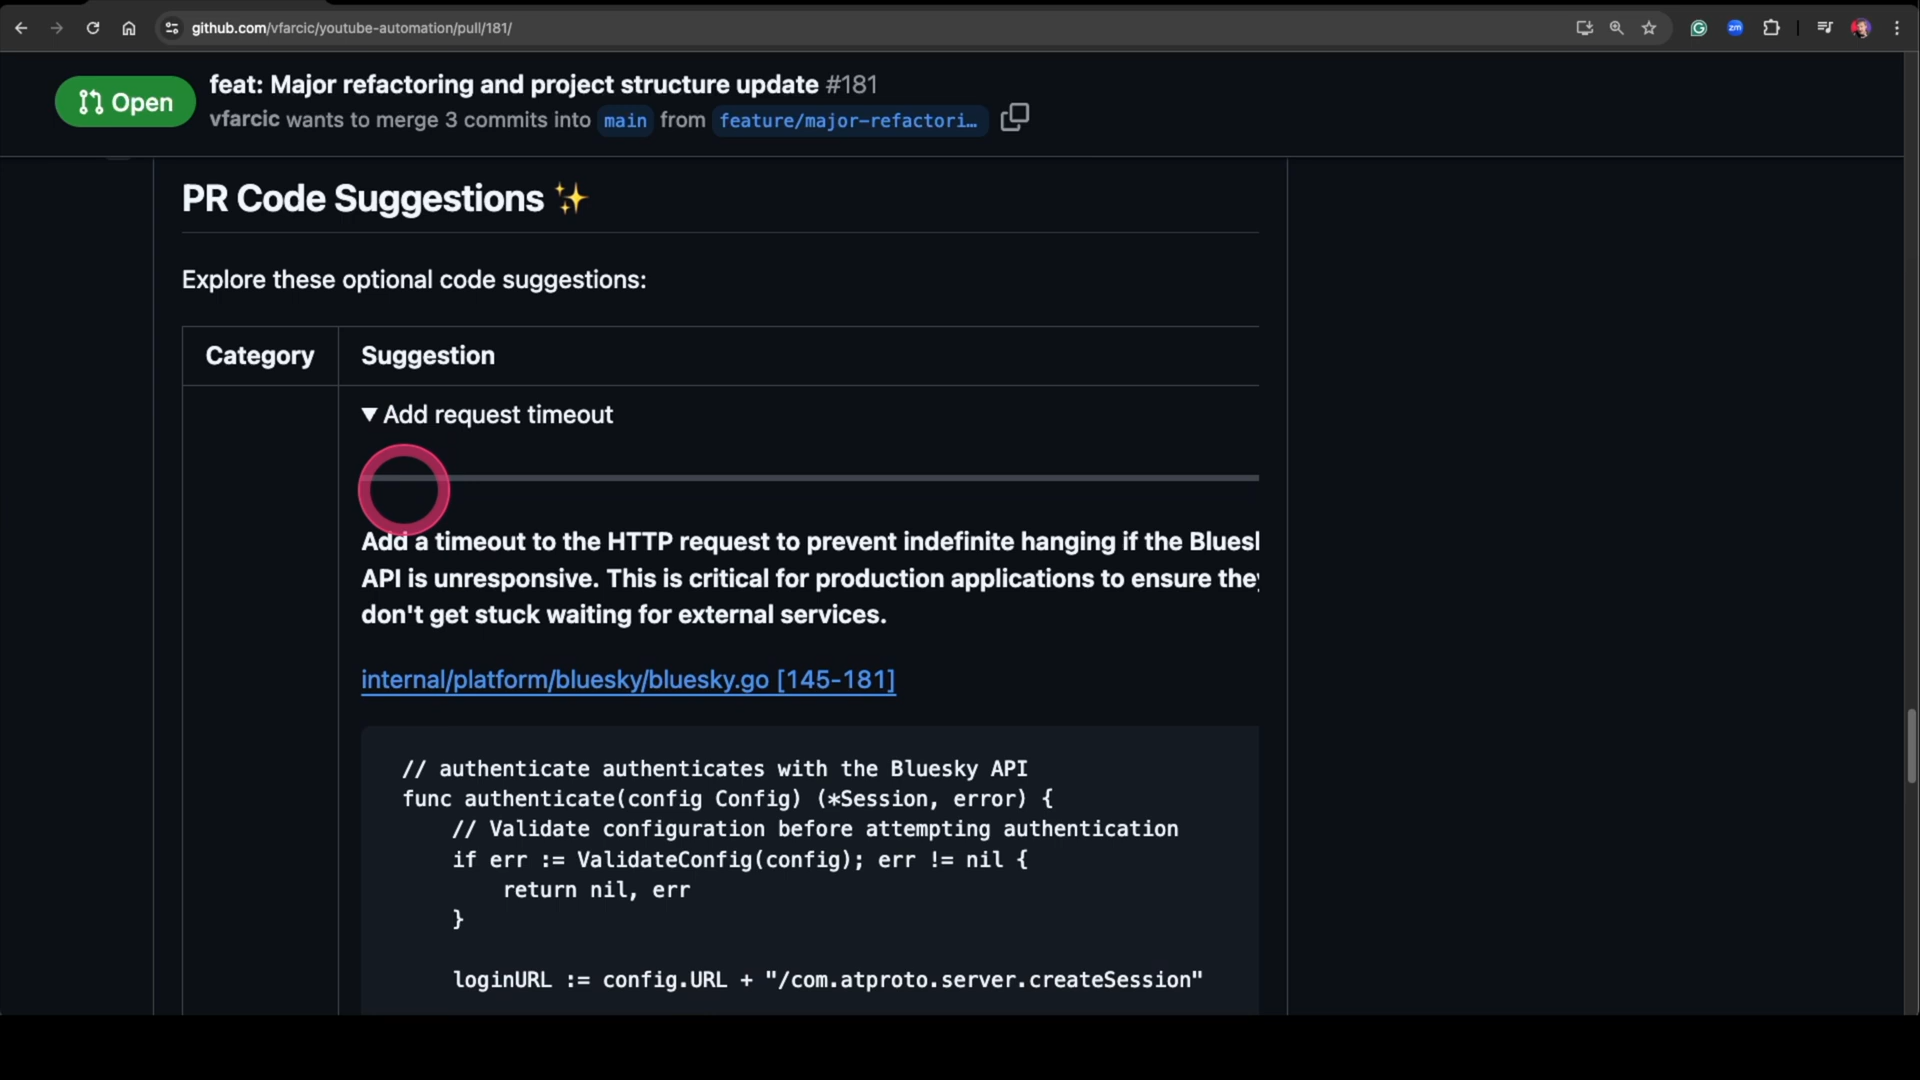 github.com/vfarcic/youtube-automation/pull/181/
zm
Open
feat: Major refactoring and project structure update #181
vfarcic wants to merge 3 commits into main from feature/major-refactori…
PR Code Suggestions ✨
Explore these optional code suggestions:
Category
Suggestion
▼ Add request timeout
Add a timeout to the HTTP request to prevent indefinite hanging if the
API is unresponsive. This is critical for production applications to ensure
don't get stuck waiting for external services.
internal/platform/bluesky/bluesky.go [145-181]
// authenticate authenticates with the Bluesky API
func authenticate(config Config) (*Session, error) {
// Validate configuration before attempting authentication
if err := ValidateConfig(config); err != nil {
return nil, err
}
loginURL := config.URL + "/com.atproto.server.createSession"